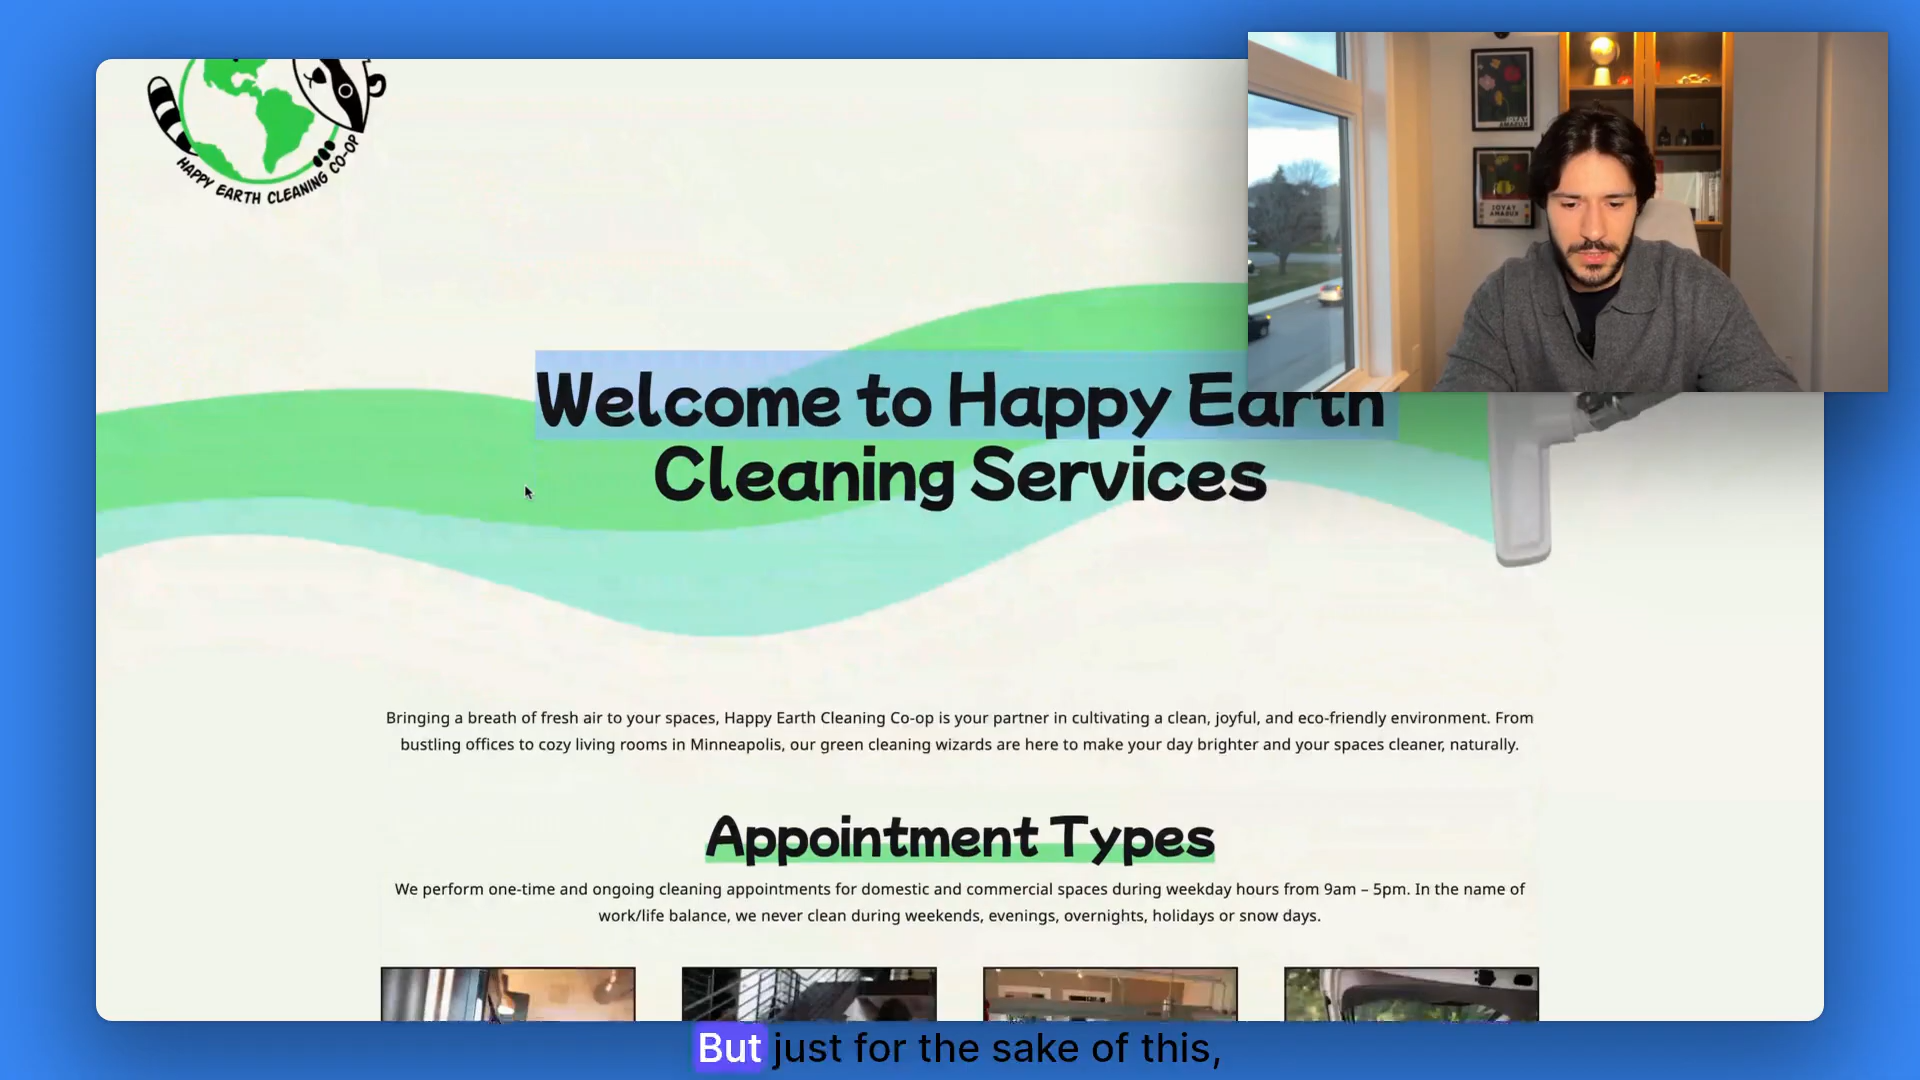 HAPPY EARTH CLEANING CO-OP
JOYAY
AMADUR
Welcome to Happy Earth
Cleaning Services
Bringing a breath of fresh air to your spaces, Happy Earth Cleaning Co-op is your partner in cultivating a clean, joyful, and eco-friendly environment. From
bustling offices to cozy living rooms in Minneapolis, our green cleaning wizards are here to make your day brighter and your spaces cleaner, naturally.
Appointment Types
We perform one-time and ongoing cleaning appointments for domestic and commercial spaces during weekday hours from 9am – 5pm. In the name of
work/life balance, we never clean during weekends, evenings, overnights, holidays or snow days.
But just for the sake of this,